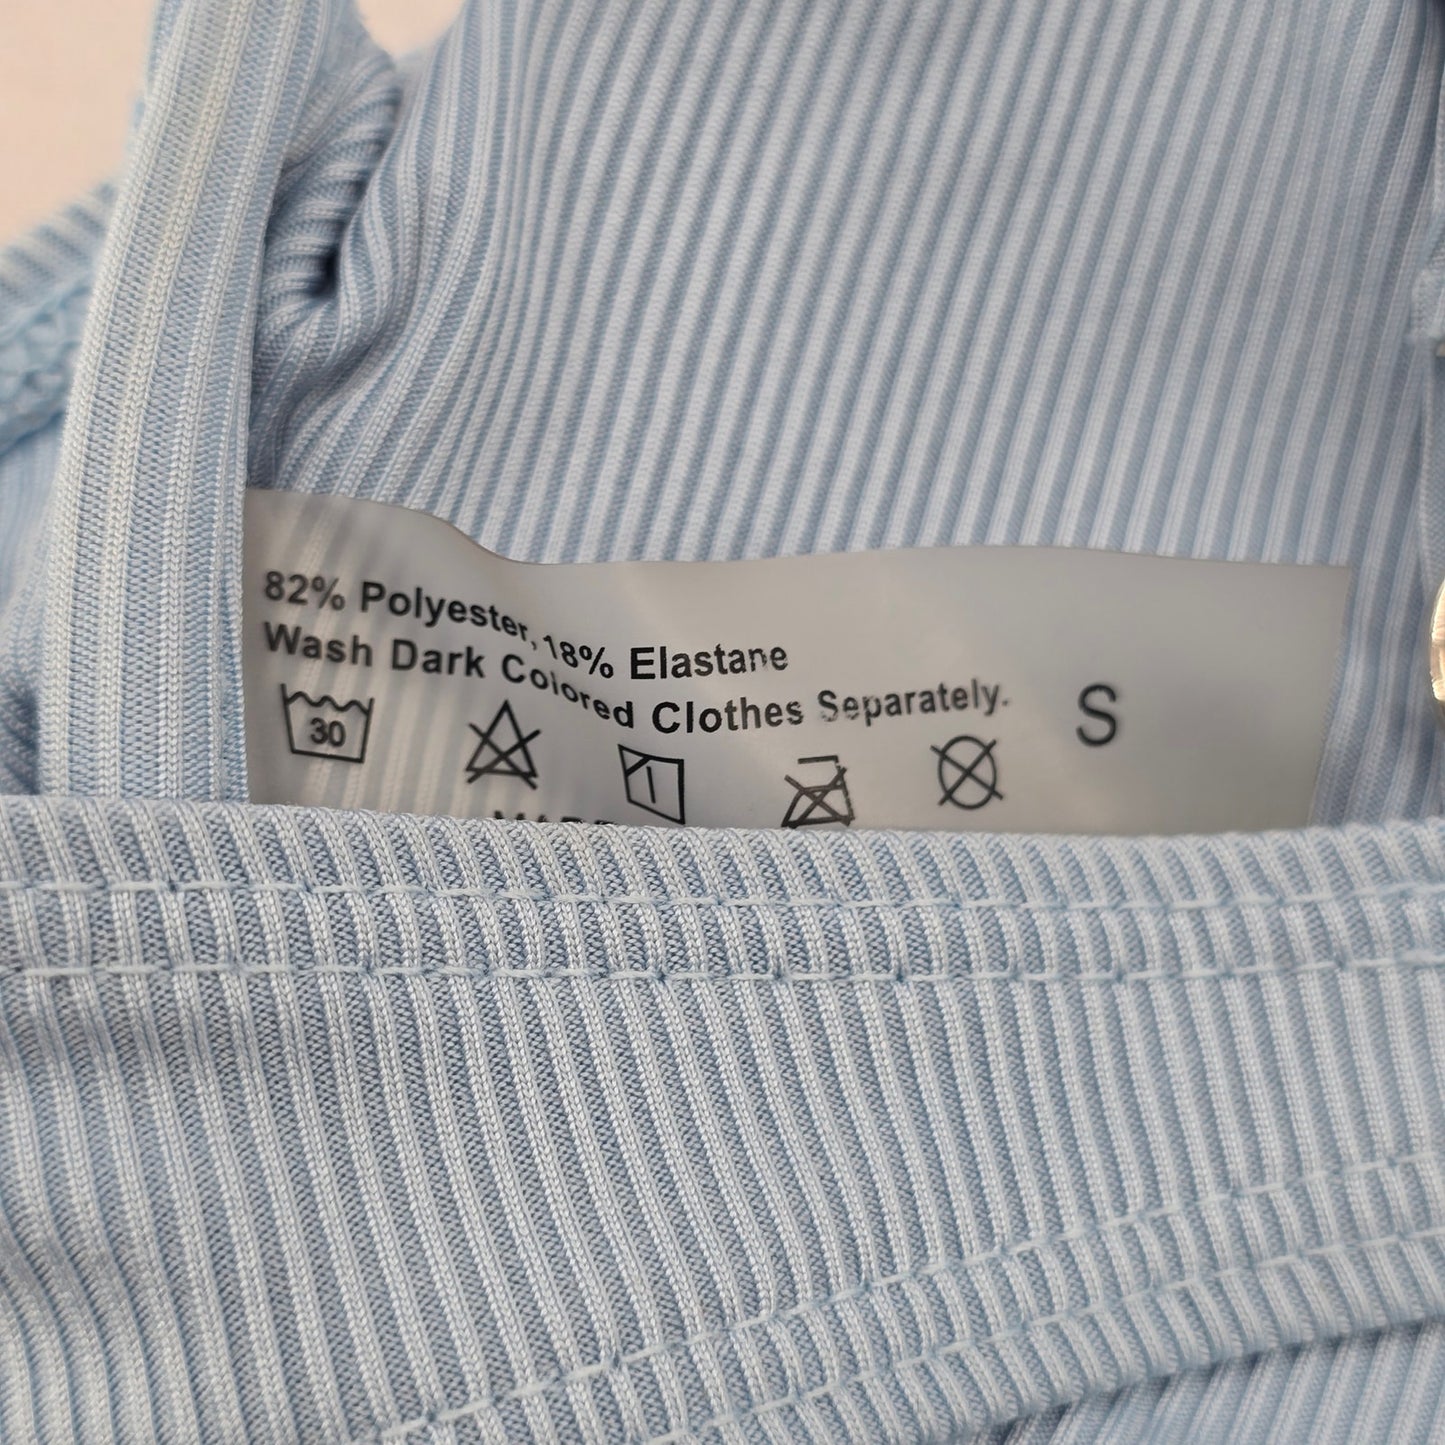 82% Polyester, 18% Elastane
Wash Dark Colored Clothes Separately.
S
30